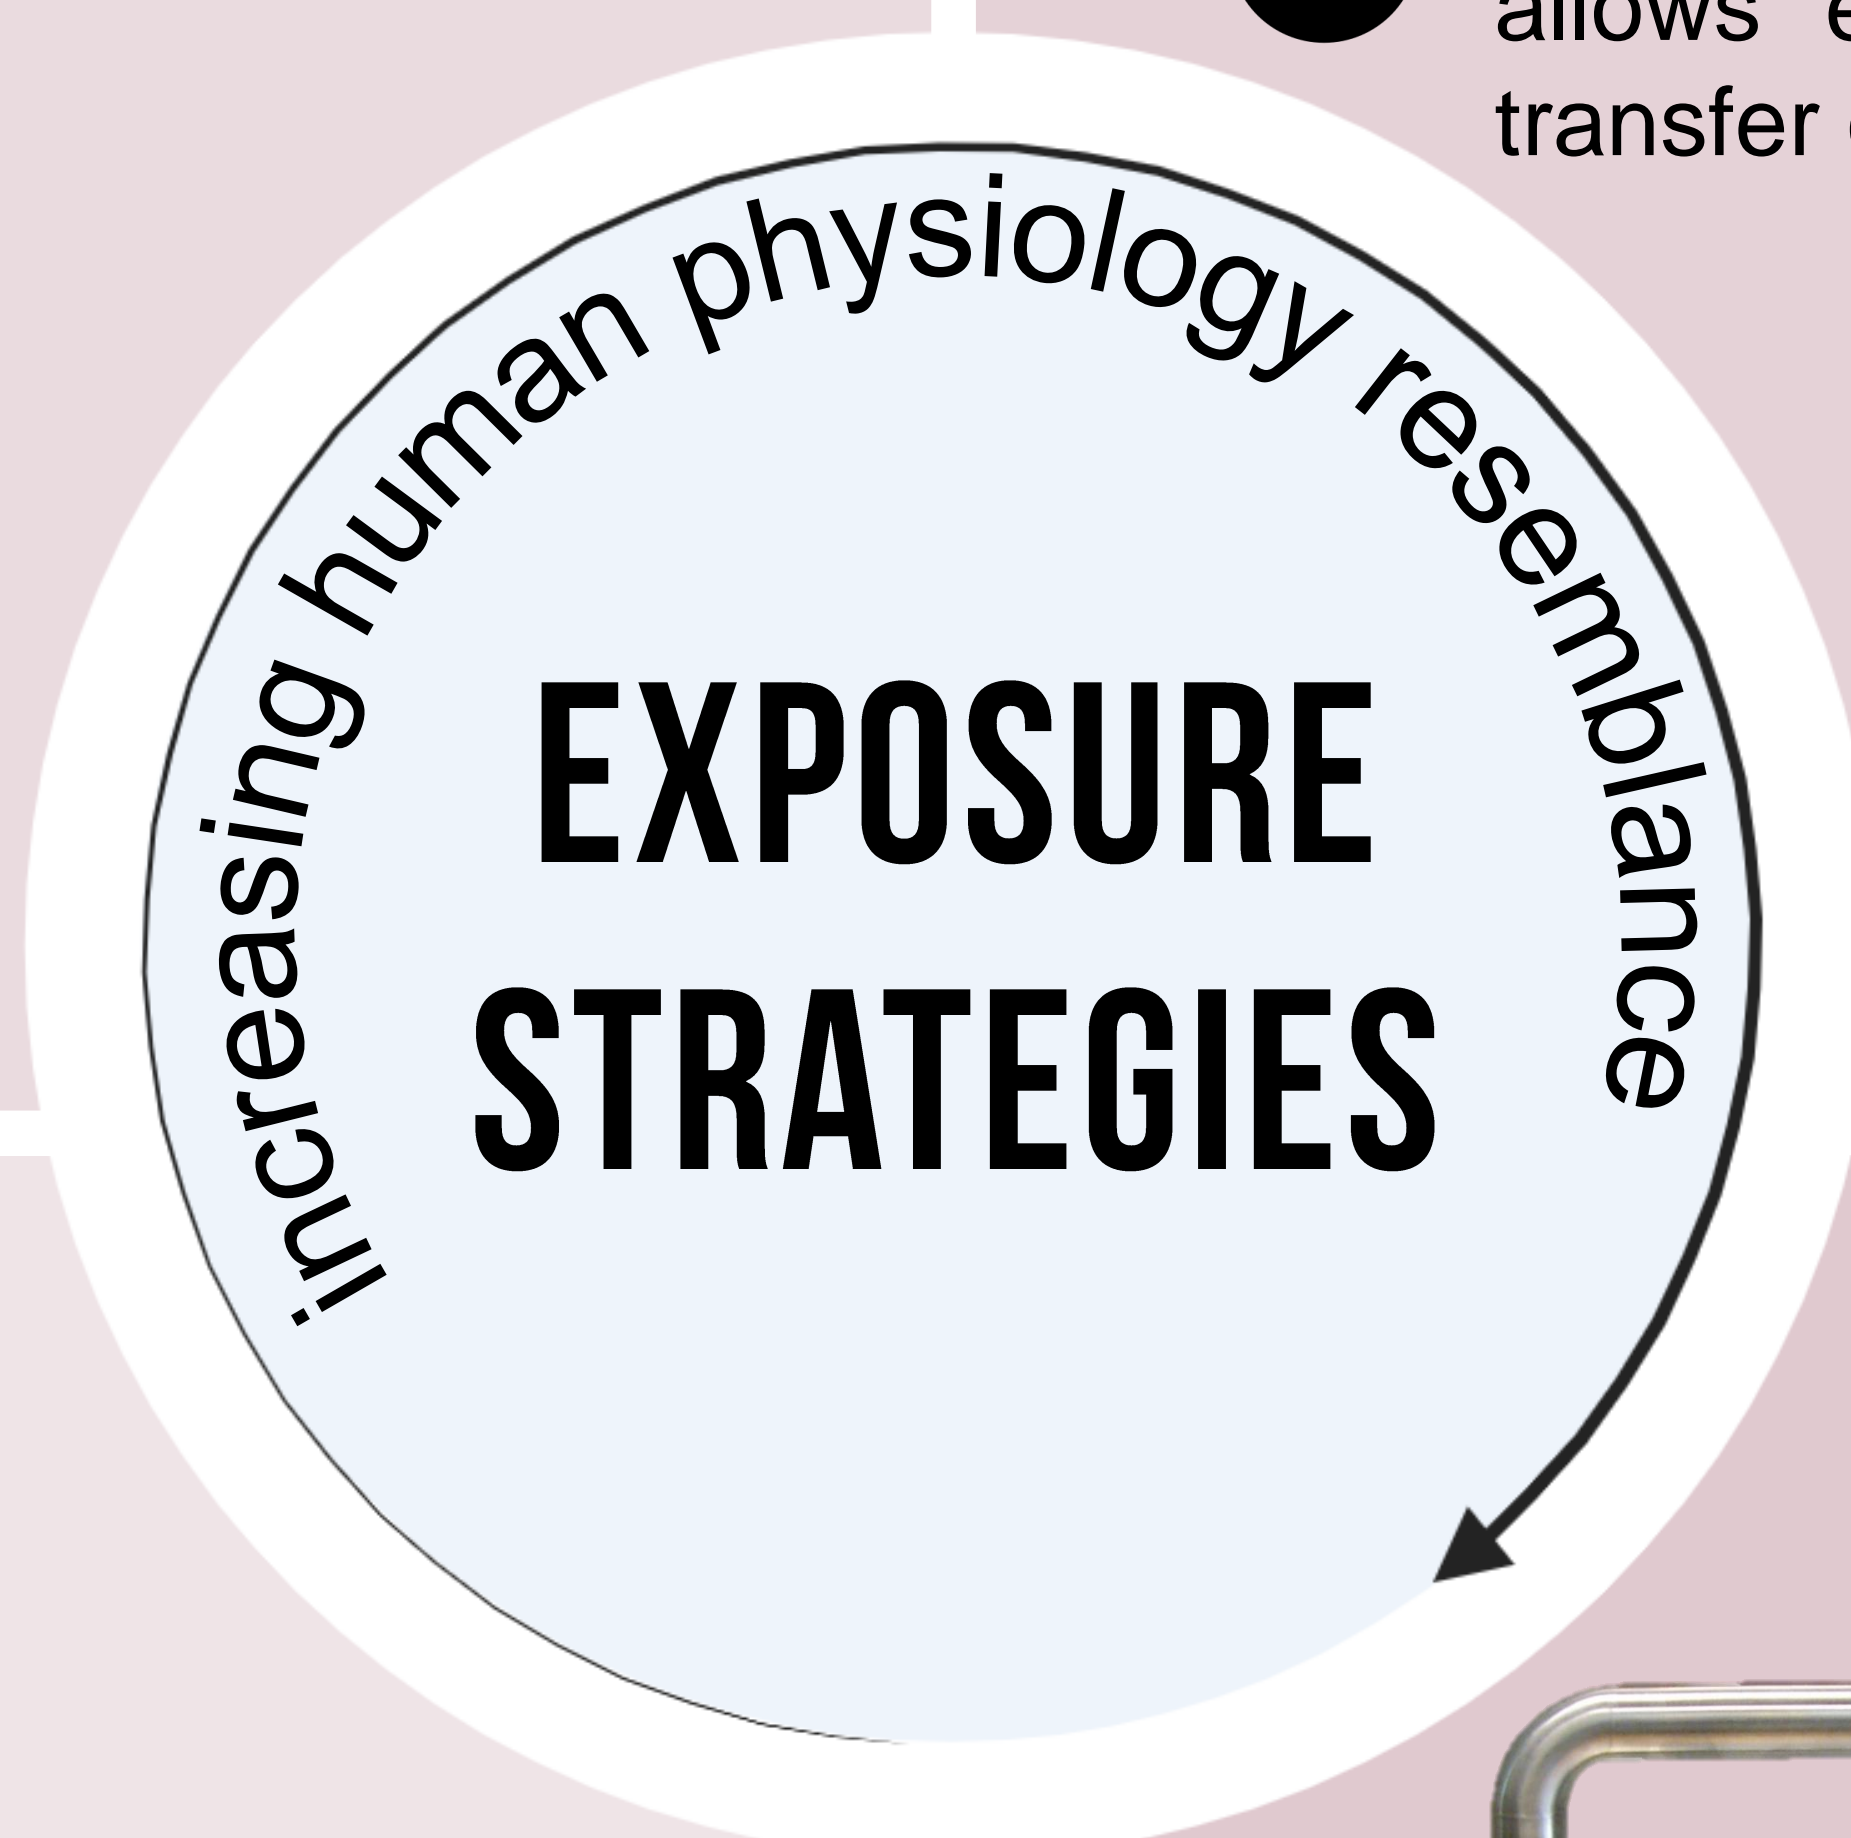 allows
transfer
increasing human physiology resemblance
EXPOSURE
STRATEGIES